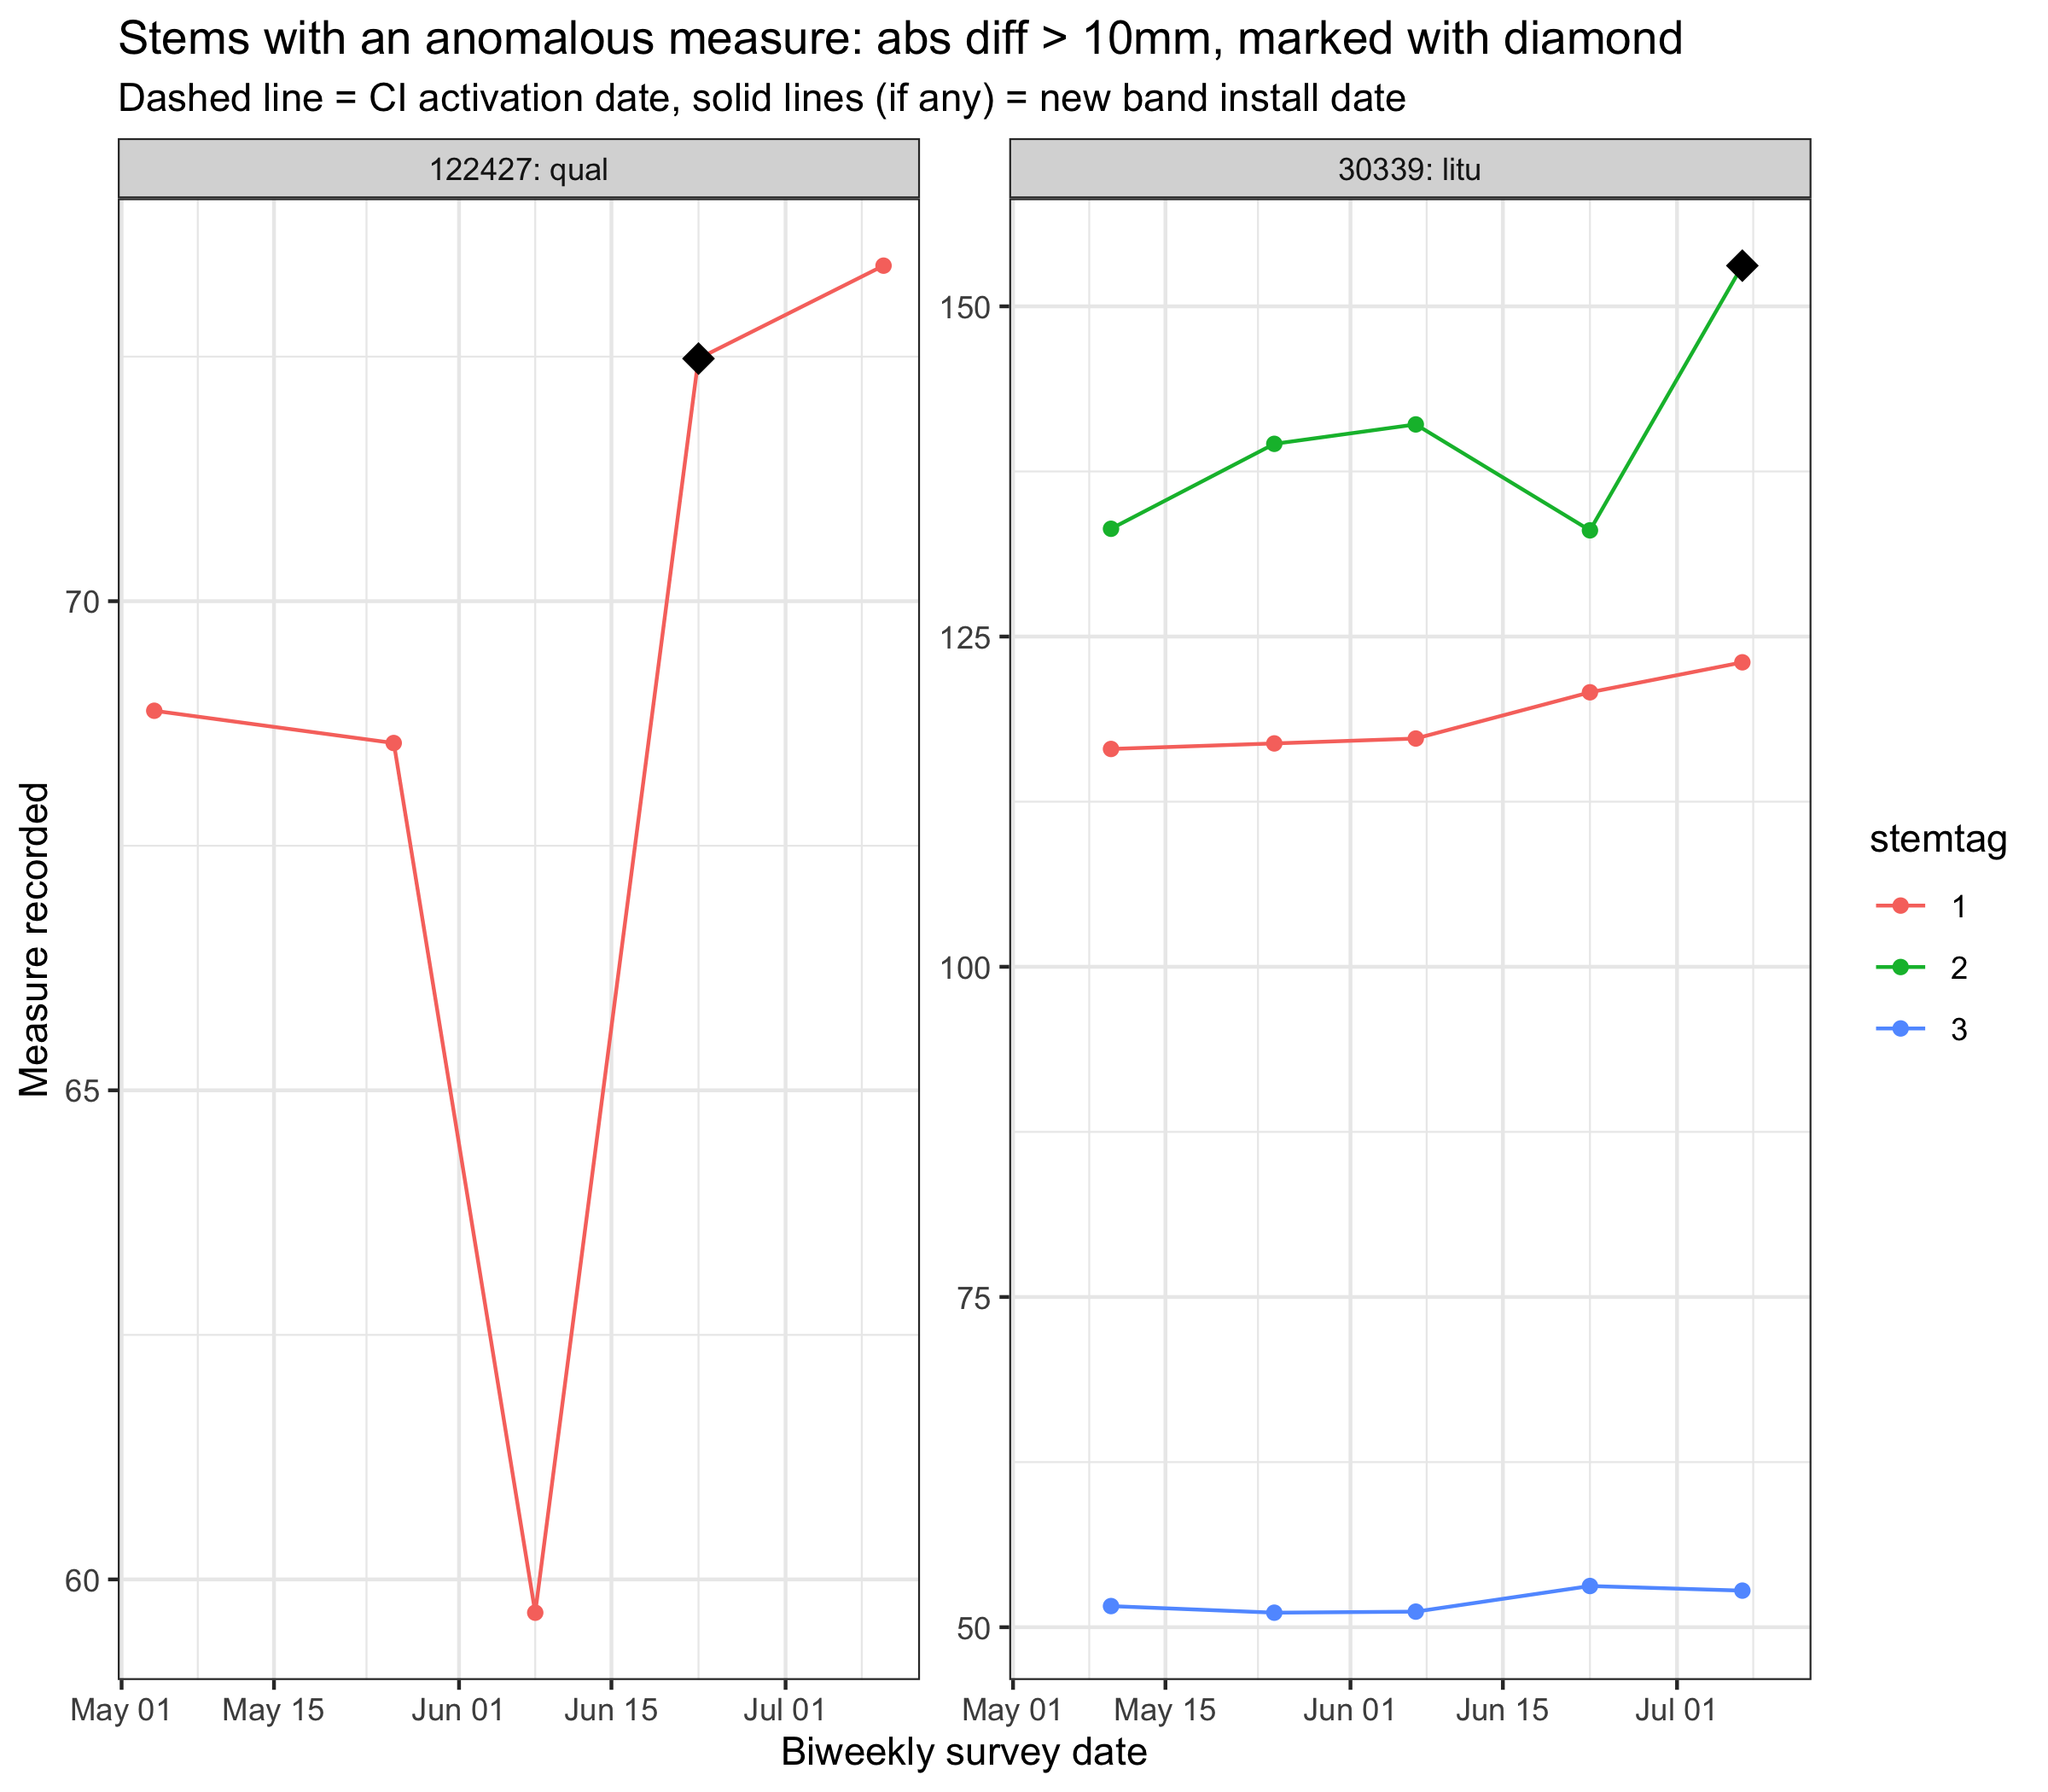 Stems with an anomalous measure: abs diff > 10mm, marked with diamond
Dashed line = CI activation date, solid lines (if any) = new band install date
122427: qual
30339: litu
Measure recorded
70
65
60
150
125
100
75
50
stemtag
1
2
3
May 01 May 15 Jun 01 Jun 15 Jul 01
May 01 May 15 Jun 01 Jun 15 Jul 01
Biweekly survey date